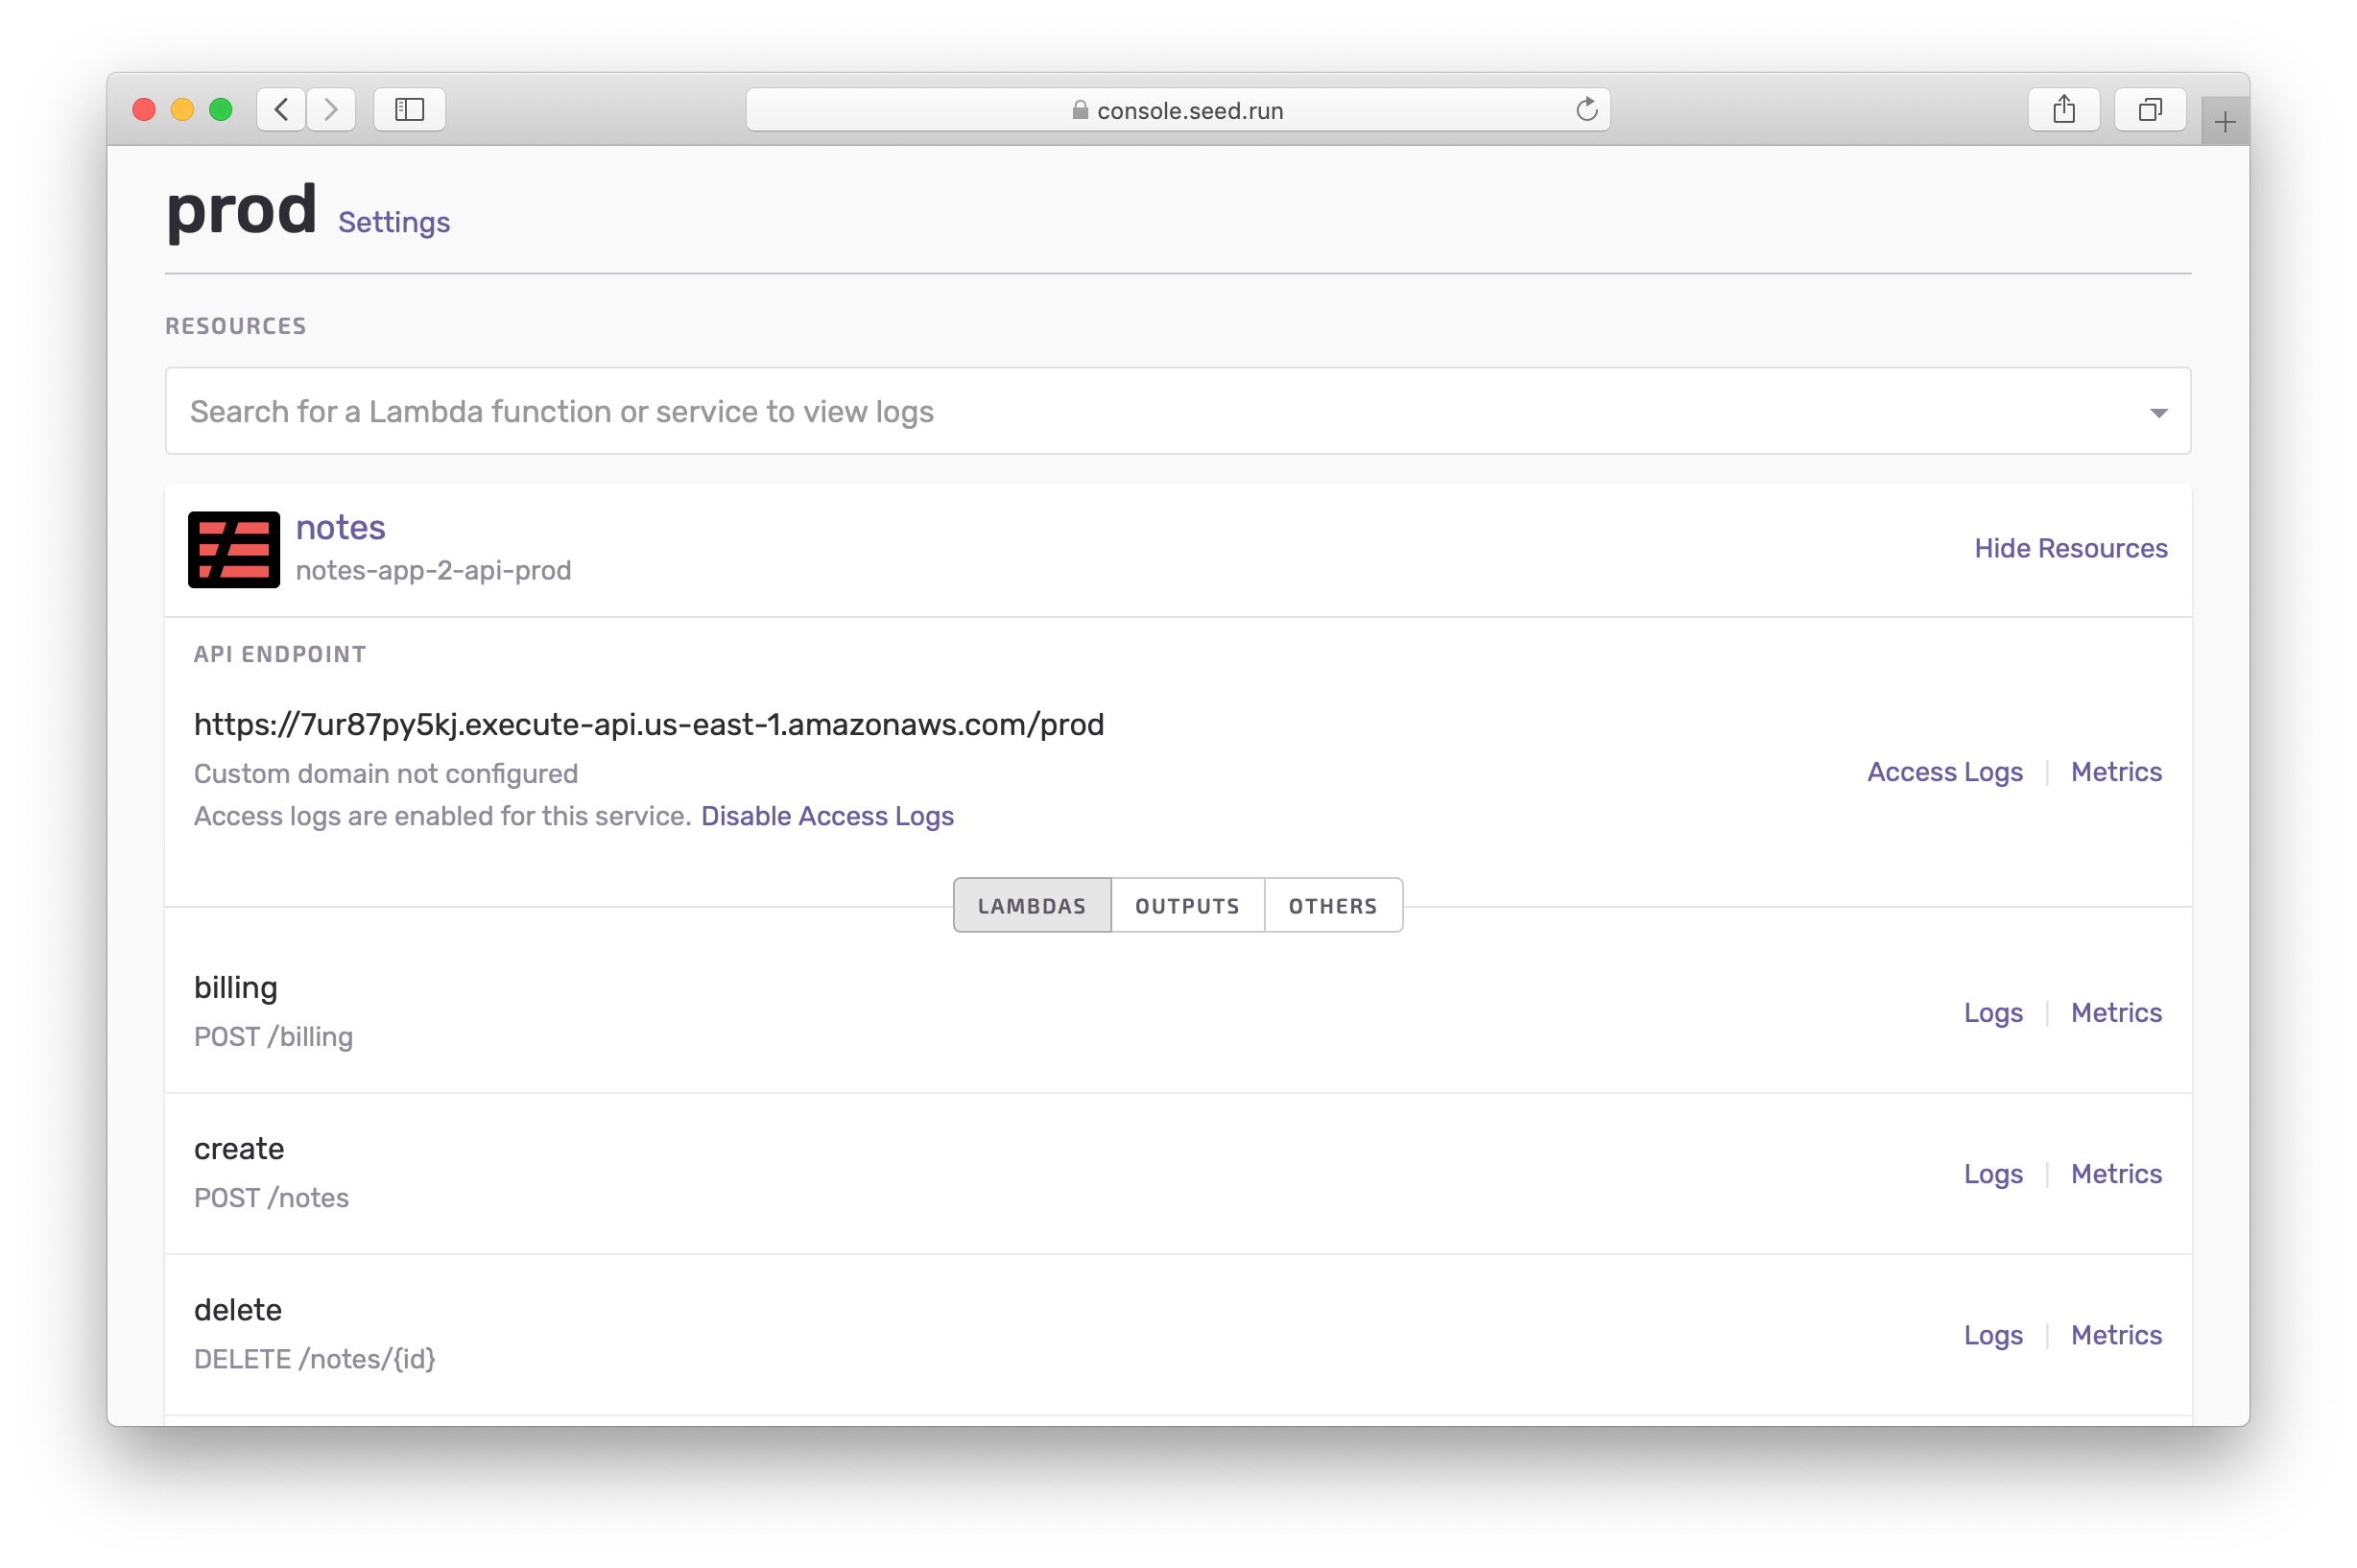 console.seed.run
prod Settings
RESOURCES
Search for a Lambda function or service to view logs
notes
notes-app-2-api-prod
Hide Resources
API ENDPOINT
https://7ur87py5kj.execute-api.us-east-1.amazonaws.com/prod
Custom domain not configured
Access logs are enabled for this service. Disable Access Logs
Access Logs | Metrics
LAMBDAS OUTPUTS OTHERS
billing
POST /billing
Logs | Metrics
create
POST /notes
Logs | Metrics
delete
DELETE /notes/{id}
Logs | Metrics